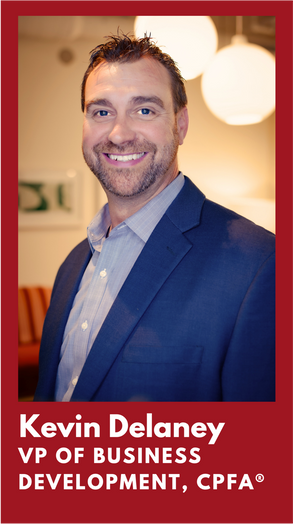 Kevin Delaney
VP OF BUSINESS
DEVELOPMENT, CPFA®